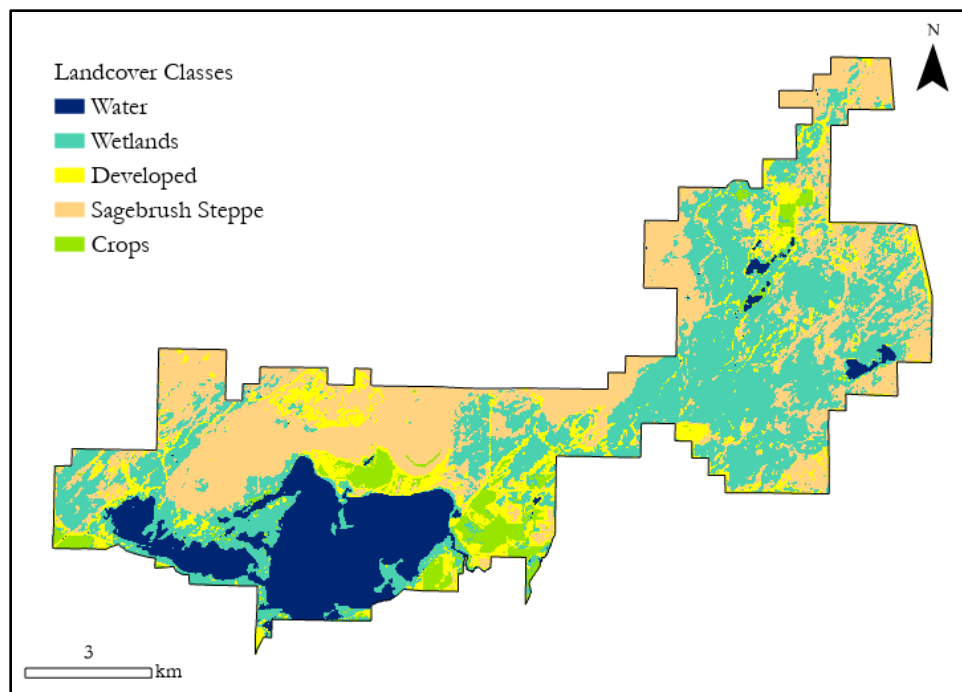 N
Landcover Classes
Water
Wetlands
Developed
Sagebrush Steppe
Crops
3
km